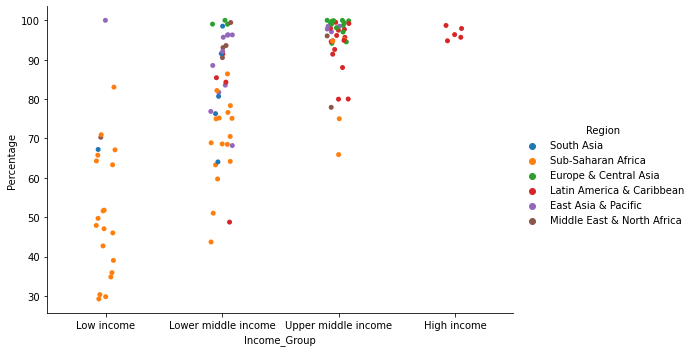 100
90
80
70
60
50
40
30
Percentage
Low income
Lower middle income
Upper middle income
High income
Income_Group
Region
South Asia
Sub-Saharan Africa
Europe & Central Asia
Latin America & Caribbean
East Asia & Pacific
Middle East & North Africa